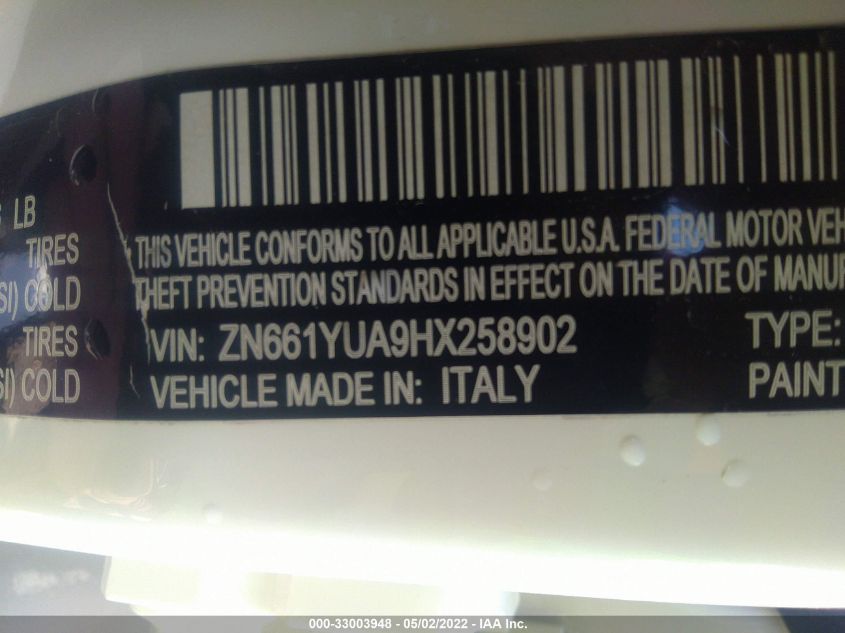 LB
TIRES
SI) COLD
TIRES
SI) COLD
THIS VEHICLE CONFORMS TO ALL APPLICABLE U.S.A. FEDERAL MOTOR VEH
THEFT PREVENTION STANDARDS IN EFFECT ON THE DATE OF MANUF
VIN: ZN661YUA9HX258902 TYPE:
VEHICLE MADE IN: ITALY PAINT
000-33003948 - 05/02/2022 - IAA Inc.